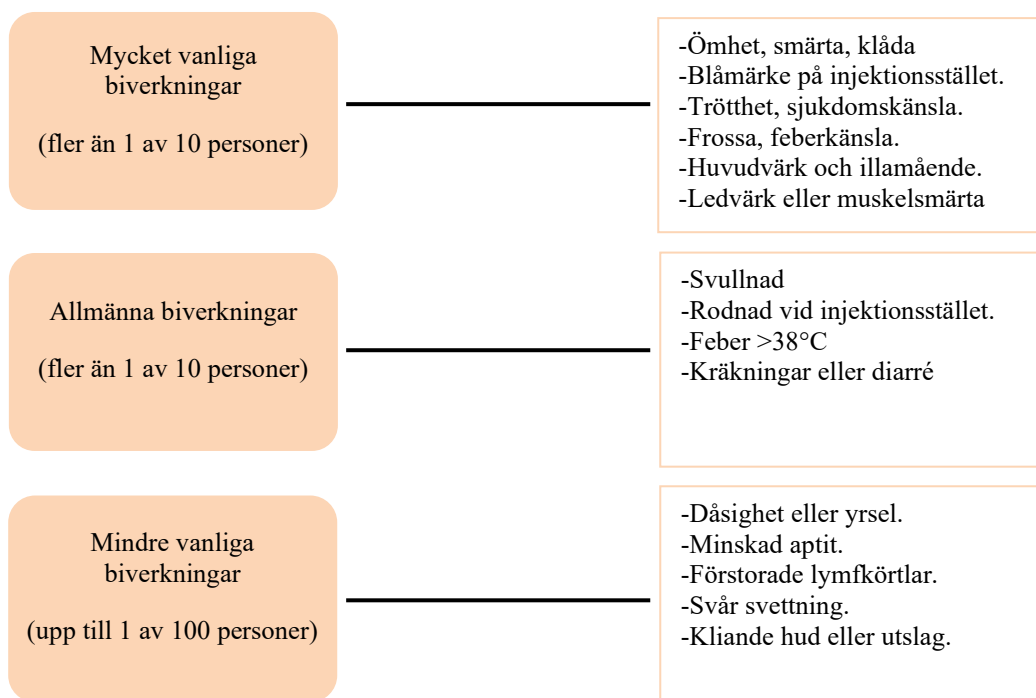 Mycket vanliga
biverkningar
(fler än 1 av 10 personer)
-Ömhet, smärta, klåda
-Blåmärke på injektionsstället.
-Trötthet, sjukdomskänsla.
-Frossa, feberkänsla.
-Huvudvärk och illamående.
-Ledvärk eller muskelsmärta
Allmänna biverkningar
(fler än 1 av 10 personer)
-Svullnad
-Rodnad vid injektionsstället.
-Feber >38°C
-Kräkningar eller diarré
Mindre vanliga
biverkningar
(upp till 1 av 100 personer)
-Dåsighet eller yrsel.
-Minskad aptit.
-Förstorade lymfkörtlar.
-Svår svettning.
-Kliande hud eller utslag.